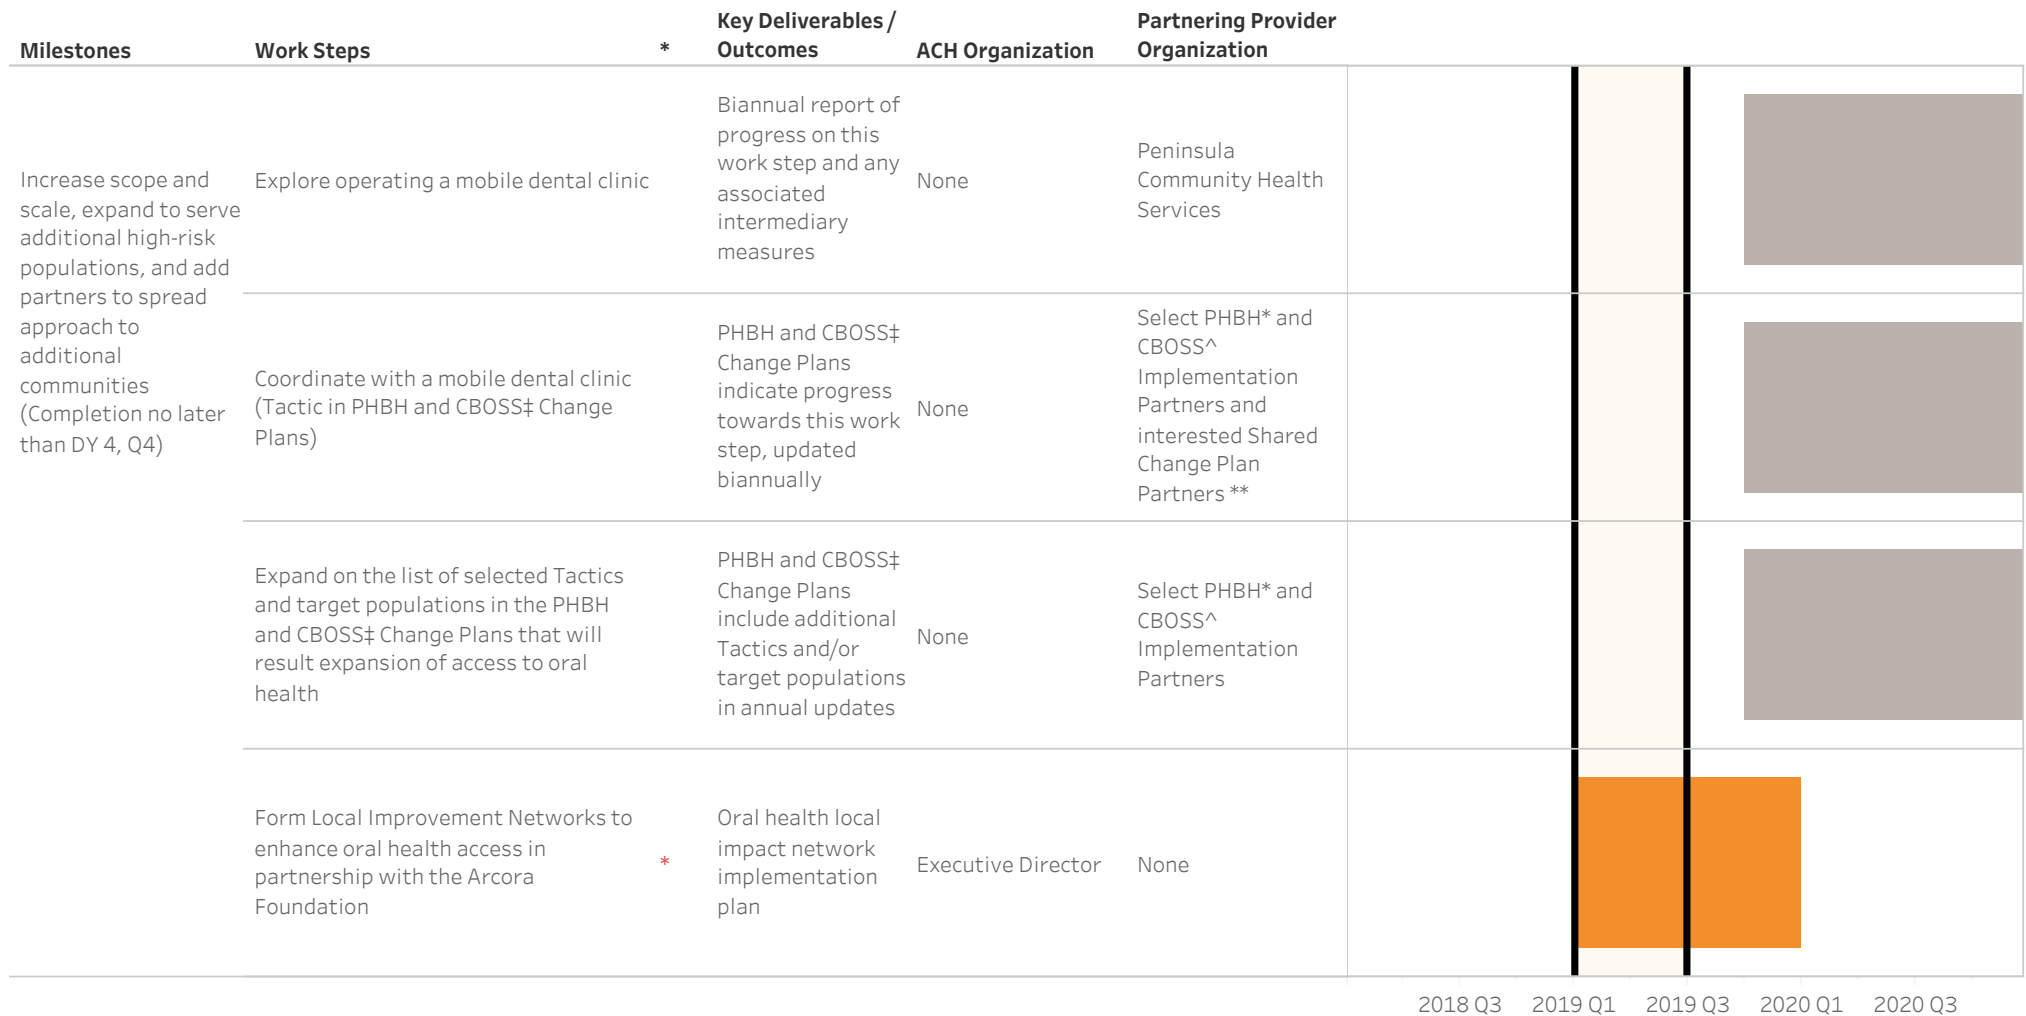 Milestones
Work Steps
*
Key Deliverables /
Outcomes
ACH Organization
Partnering Provider
Organization
Increase scope and
scale, expand to serve
additional high-risk
populations, and add
partners to spread
approach to
additional
communities
(Completion no later
than DY 4, Q4)
Explore operating a mobile dental clinic
Biannual report of
progress on this
work step and any
associated
intermediary
measures
None
Peninsula
Community Health
Services
Coordinate with a mobile dental clinic
(Tactic in PHBH and CBOSS‡ Change
Plans)
PHBH and CBOSS‡
Change Plans
indicate progress
towards this work
step, updated
biannually
None
Select PHBH* and
CBOSS^
Implementation
Partners and
interested Shared
Change Plan
Partners **
Expand on the list of selected Tactics
and target populations in the PHBH
and CBOSS‡ Change Plans that will
result expansion of access to oral
health
PHBH and CBOSS‡
Change Plans
include additional
Tactics and/or
target populations
in annual updates
None
Select PHBH* and
CBOSS^
Implementation
Partners
Form Local Improvement Networks to
enhance oral health access in
partnership with the Arcora
Foundation
*
Oral health local
impact network
implementation
plan
Executive Director
None
2018 Q3
2019 Q1
2019 Q3
2020 Q1
2020 Q3